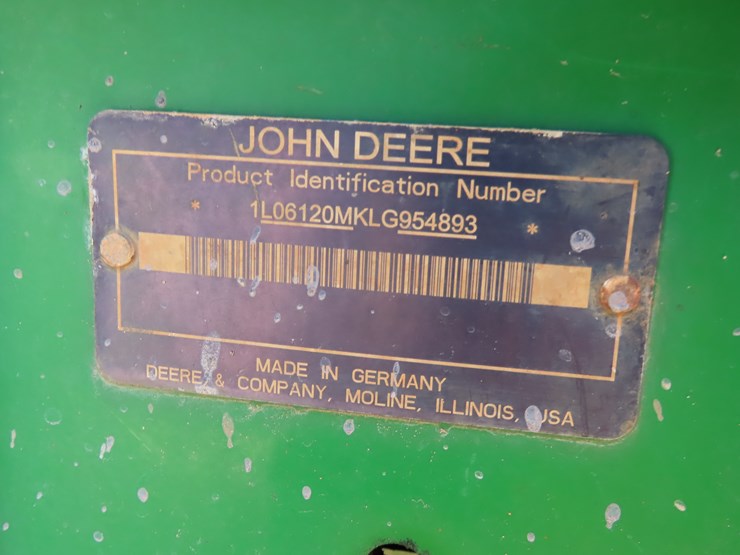 JOHN DEERE
Product Identification Number
* 1L06120MKLG954893 *
MADE IN GERMANY
DEERE & COMPANY, MOLINE, ILLINOIS, USA